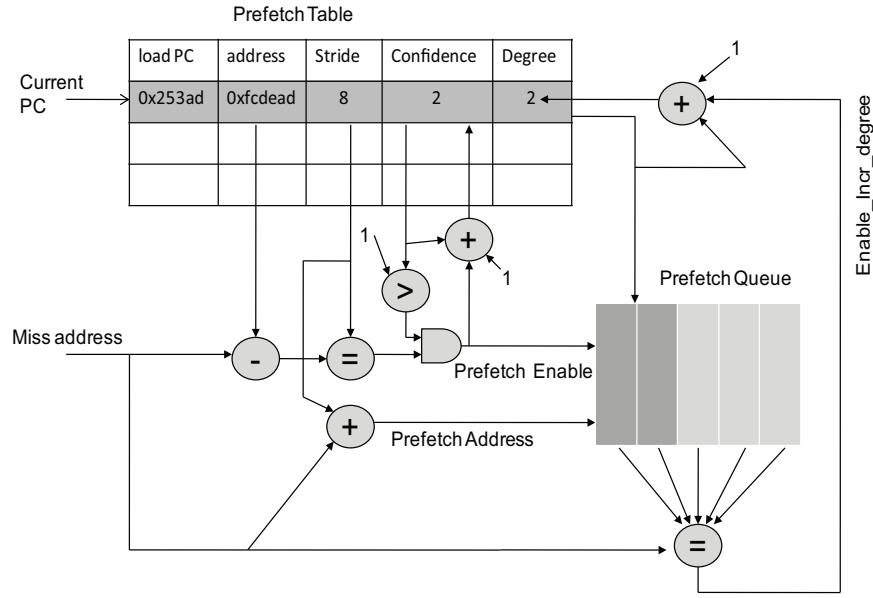 Prefetch Table
load PC address Stride Confidence Degree
Current
PC
0x253ad 0xfcdead 8 2 2
1
+
Enable_Incr_degree
1
+
1
>
Prefetch Queue
Miss address
-
=
Prefetch Enable
+
Prefetch Address
=